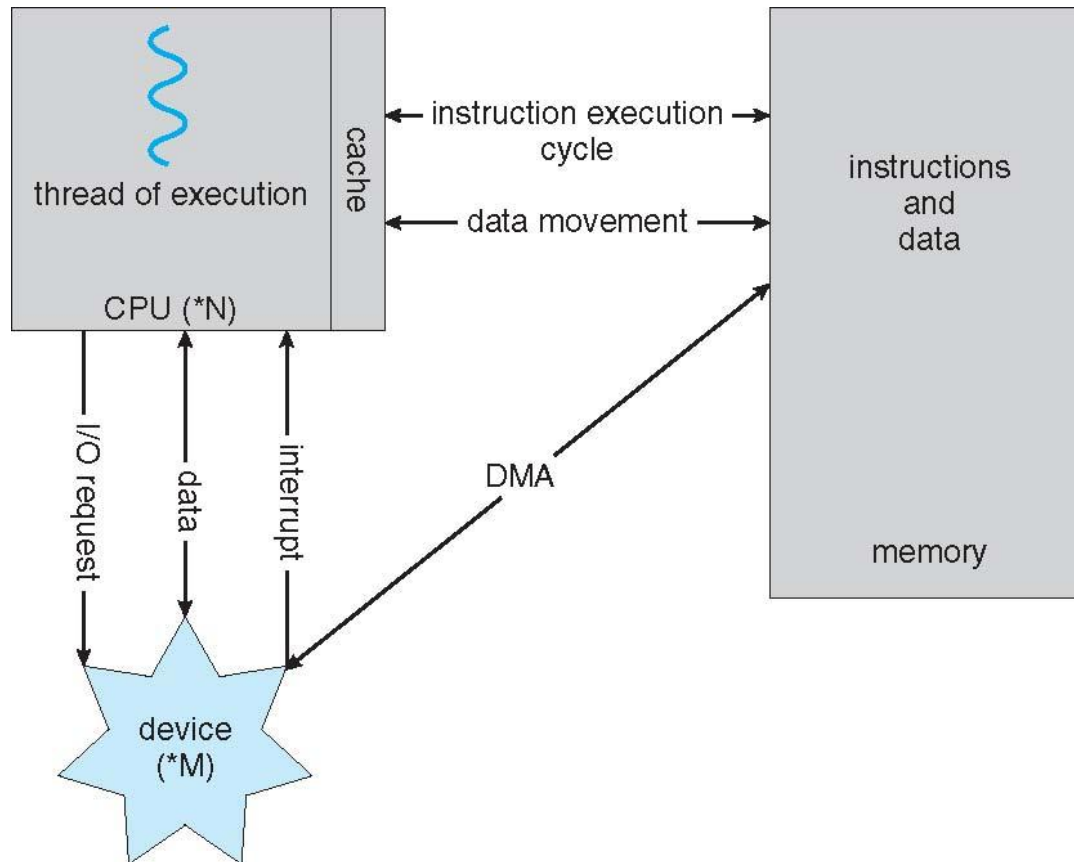 thread of execution
cache
CPU (*N)
instruction execution
cycle
data movement
instructions
and
data
memory
I/O request
data
interrupt
DMA
device
(*M)